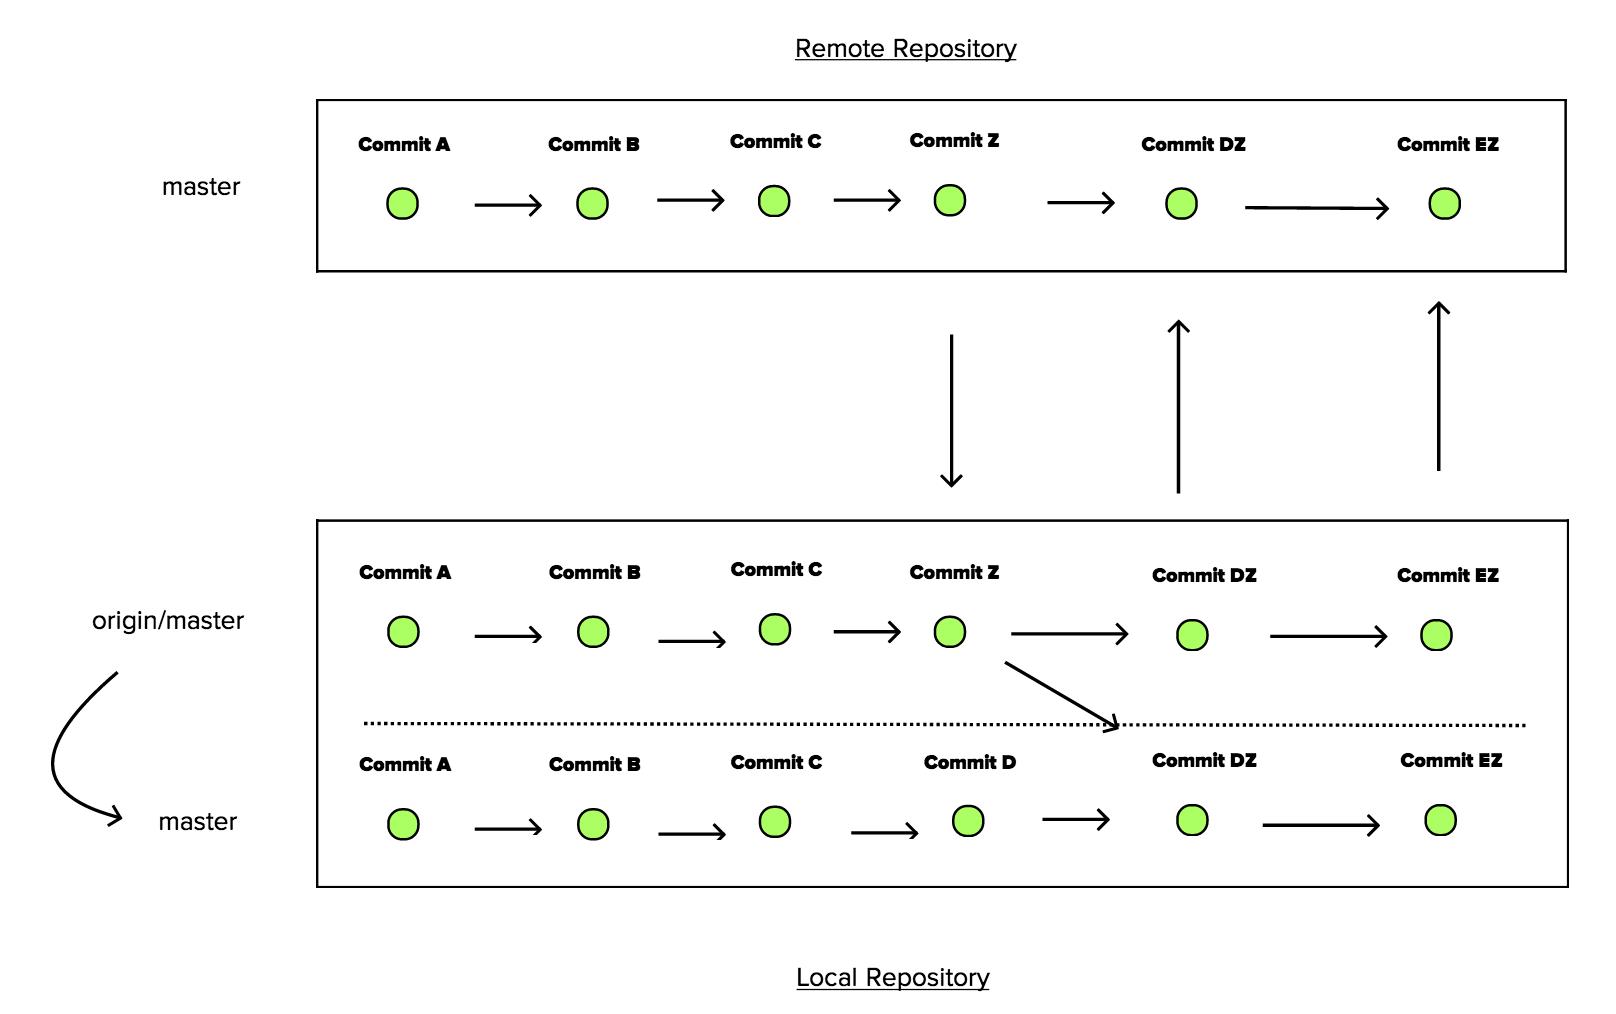 Remote Repository
Commit A Commit B Commit C Commit Z Commit DZ Commit EZ
master
Commit A Commit B Commit C Commit Z Commit DZ Commit EZ
origin/master
Commit A Commit B Commit C Commit D Commit DZ Commit EZ
master
Local Repository